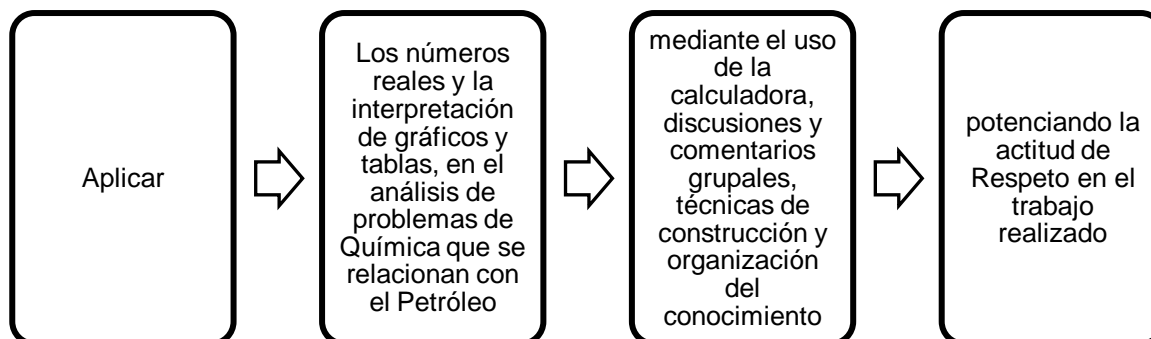 Aplicar
Los números
reales y la
interpretación
de gráficos y
tablas, en el
análisis de
problemas de
Química que se
relacionan con
el Petróleo
mediante el uso
de la
calculadora,
discusiones y
comentarios
grupales,
técnicas de
construcción y
organización
del
conocimiento
potenciando la
actitud de
Respeto en el
trabajo
realizado